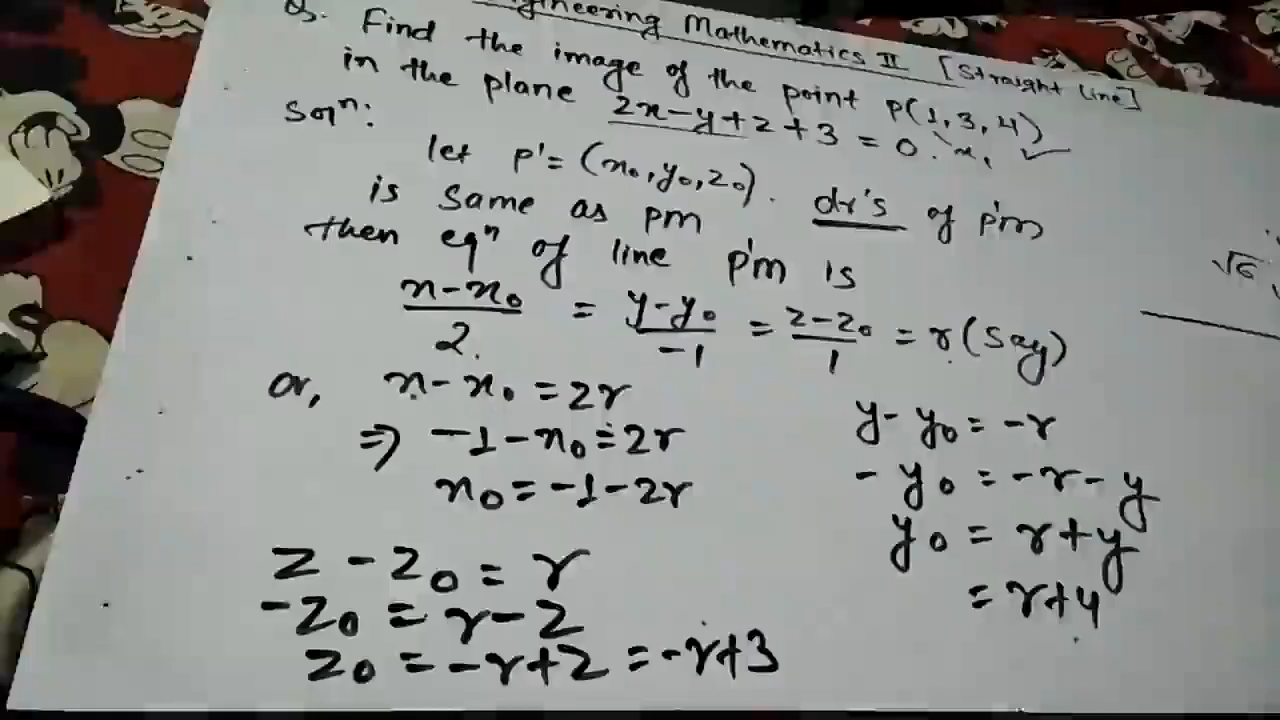 gineering Mathematics II [Straight Line]
Q. Find the image of the point P(1, 3, 4)
in the plane 2x-y+z+3 = 0.
Solⁿ:
let p' = (x₀, y₀, z₀). dr's of p'm
is same as pm
then eqⁿ of line p'm is
(x-x₀)/2 = (y-y₀)/-1 = (z-z₀)/1 = r (Say)
or, x-x₀ = 2r
⇒ -1-x₀ = 2r
x₀ = -1-2r
y-y₀ = -r
-y₀ = -r-y
y₀ = r+y
= r+4
z-z₀ = r
-z₀ = r-z
z₀ = -r+z = -r+3
√6